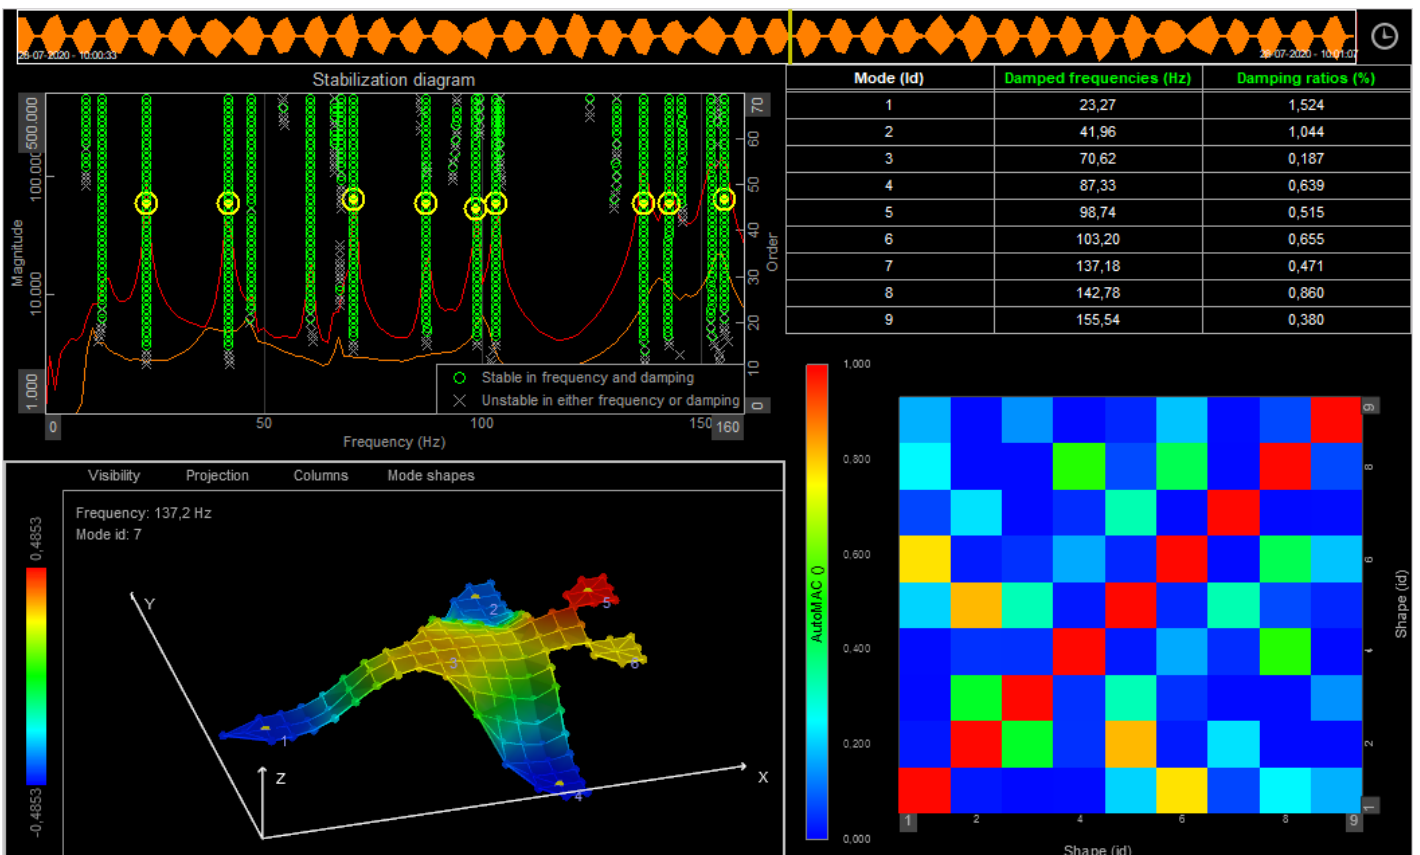 28-07-2020 - 10:00:33
28-07-2020 - 10:01:07
Stabilization diagram
Magnitude
500.000
100.000
10.000
1.000
70
60
50
40
30
20
10
0
Order
0
50
100
150
160
Frequency (Hz)
Stable in frequency and damping
Unstable in either frequency or damping
Mode (Id) Damped frequencies (Hz) Damping ratios (%)
1 23,27 1,524
2 41,96 1,044
3 70,62 0,187
4 87,33 0,639
5 98,74 0,515
6 103,20 0,655
7 137,18 0,471
8 142,78 0,860
9 155,54 0,380
Visibility Projection Columns Mode shapes
Frequency: 137,2 Hz
Mode id: 7
0,4853
-0,4853
Y
Z
X
1
2
3
4
5
6
1,000
0,800
0,600
0,400
0,200
0,000
AutoMAC ()
9
8
6
4
2
1
Shape (id)
1 2 4 6 8 9
Shape (id)